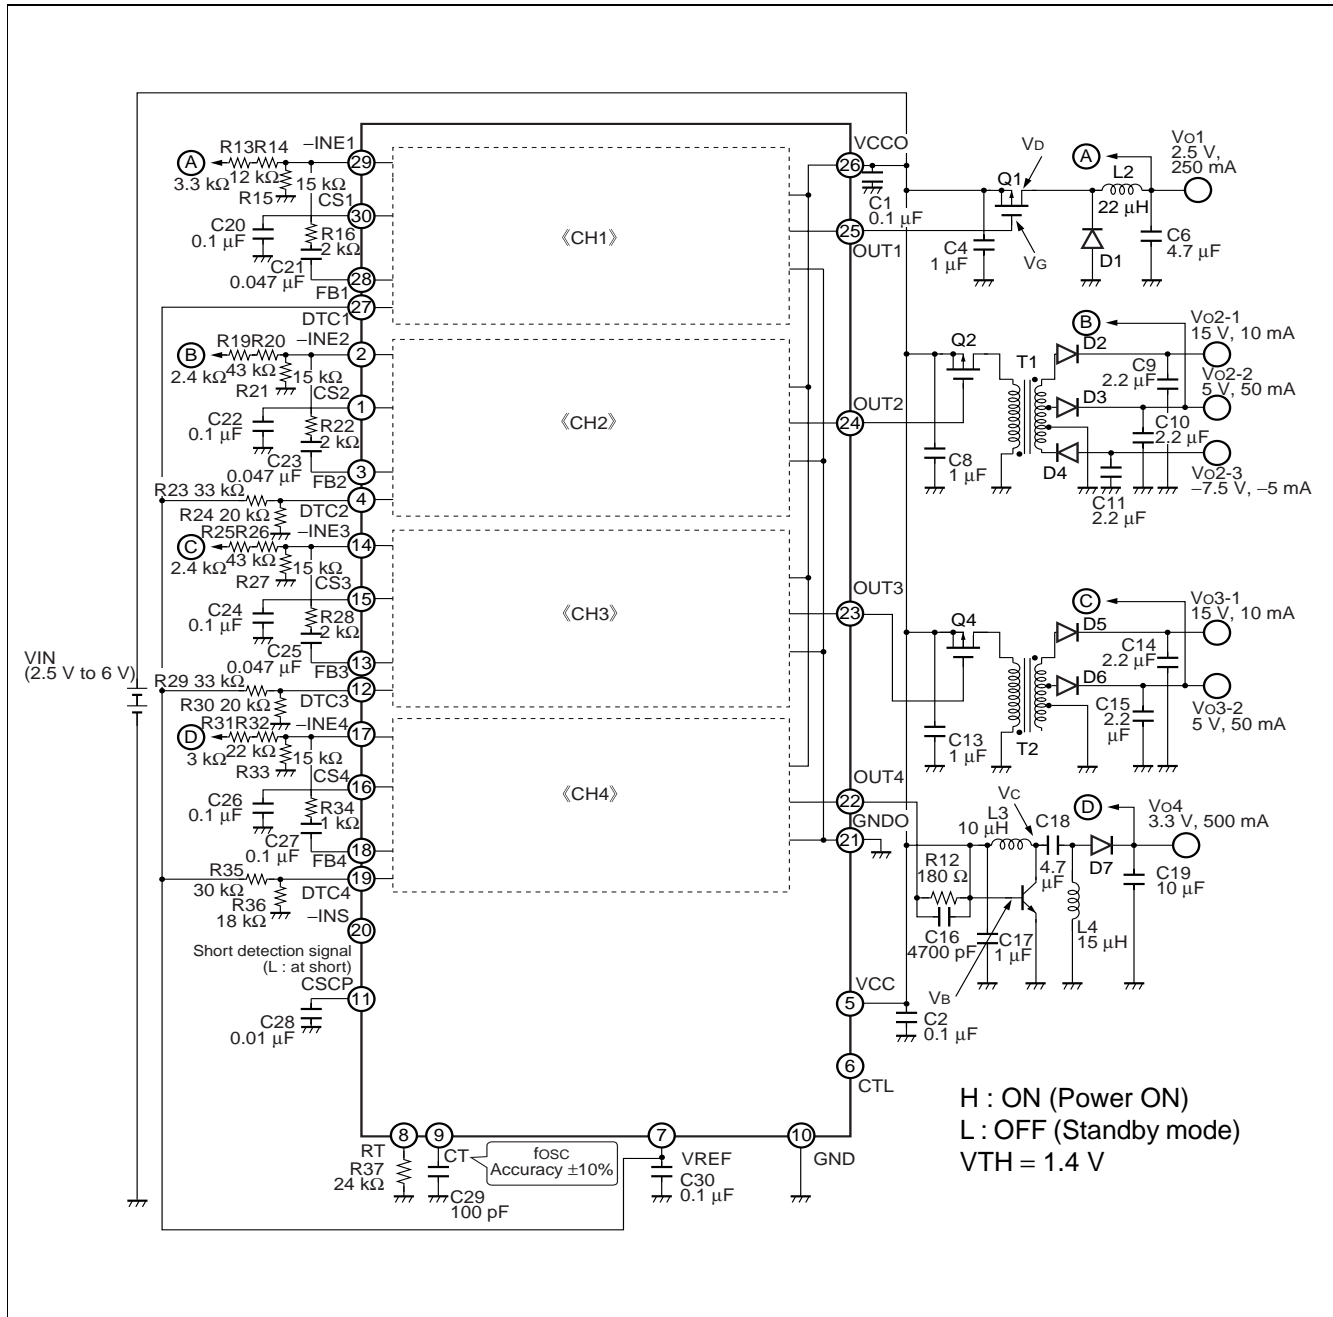 A
R13R14
3.3 kΩ
12 kΩ
R15
15 kΩ
–INE1
29
CS1
30
C20
0.1 µF
R16
2 kΩ
C21
0.047 µF
28
FB1
27
DTC1
《CH1》
VCCO
26
C1
0.1 µF
25
OUT1
VD
Q1
VG
C4
1 µF
A
L2
22 µH
D1
C6
4.7 µF
VO1
2.5 V,
250 mA
B
R19R20
2.4 kΩ
43 kΩ
R21
15 kΩ
–INE2
2
CS2
1
C22
0.1 µF
R22
2 kΩ
C23
0.047 µF
3
FB2
R23 33 kΩ
4
R24 20 kΩ
DTC2
《CH2》
OUT2
24
Q2
C8
1 µF
T1
B
D2
C9
2.2 µF
D3
C10
2.2 µF
D4
C11
2.2 µF
VO2-1
15 V, 10 mA
VO2-2
5 V, 50 mA
VO2-3
–7.5 V, –5 mA
C
R25R26
2.4 kΩ
43 kΩ
R27
15 kΩ
–INE3
14
CS3
15
C24
0.1 µF
R28
2 kΩ
C25
0.047 µF
13
FB3
R29 33 kΩ
12
R30 20 kΩ
DTC3
《CH3》
OUT3
23
Q4
C13
1 µF
T2
C
D5
C14
2.2 µF
D6
C15
2.2
µF
VO3-1
15 V, 10 mA
VO3-2
5 V, 50 mA
VIN
(2.5 V to 6 V)
D
R31R32
3 kΩ
22 kΩ
R33
15 kΩ
–INE4
17
CS4
16
C26
0.1 µF
R34
1 kΩ
C27
0.1 µF
18
FB4
R35
30 kΩ
19
R36
18 kΩ
DTC4
《CH4》
OUT4
22
GNDO
21
L3
10 µH
VC
C18
4.7
µF
R12
180 Ω
C16
4700 pF
C17
1 µF
VB
L4
15 µH
D
D7
C19
10 µF
VO4
3.3 V, 500 mA
–INS
20
Short detection signal
(L : at short)
CSCP
11
C28
0.01 µF
VCC
5
C2
0.1 µF
6
CTL
H : ON (Power ON)
L : OFF (Standby mode)
VTH = 1.4 V
8
RT
R37
24 kΩ
9
CT
C29
100 pF
fOSC
Accuracy ±10%
7
VREF
C30
0.1 µF
10
GND